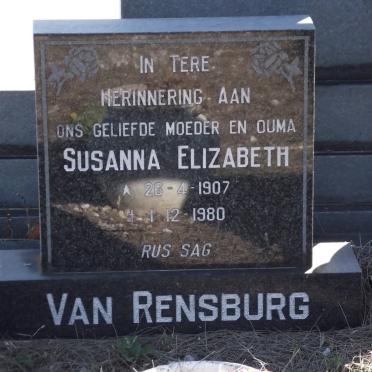 IN TERE
HERINNERING AAN
ONS GELIEFDE MOEDER EN OUMA
SUSANNA ELIZABETH
26-4-1907
1-12-1980
RUS SAG
VAN RENSBURG